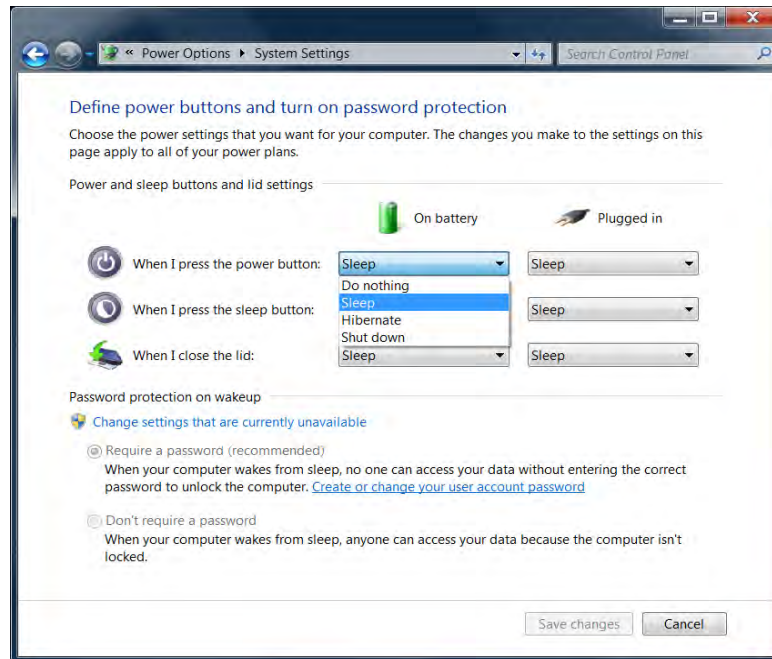 « Power Options System Settings
Search Control Panel
Define power buttons and turn on password protection
Choose the power settings that you want for your computer. The changes you make to the settings on this
page apply to all of your power plans.
Power and sleep buttons and lid settings
On battery Plugged in
When I press the power button: Sleep Sleep
Do nothing
Sleep
Hibernate
Shut down
When I press the sleep button: Sleep
When I close the lid: Sleep Sleep
Password protection on wakeup
Change settings that are currently unavailable
Require a password (recommended)
When your computer wakes from sleep, no one can access your data without entering the correct
password to unlock the computer. Create or change your user account password
Don't require a password
When your computer wakes from sleep, anyone can access your data because the computer isn't
locked.
Save changes Cancel